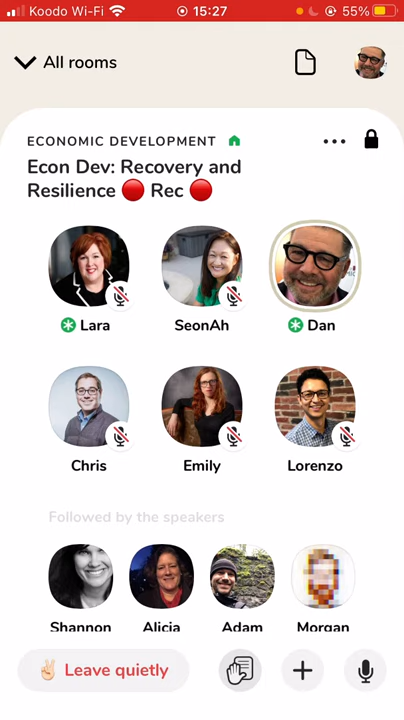 Koodo Wi-Fi 15:27 55%
All rooms
ECONOMIC DEVELOPMENT
Econ Dev: Recovery and
Resilience 🔴 Rec 🔴
Lara SeonAh Dan
Chris Emily Lorenzo
Followed by the speakers
Shannon Alicia Adam Morgan
✌🏻 Leave quietly